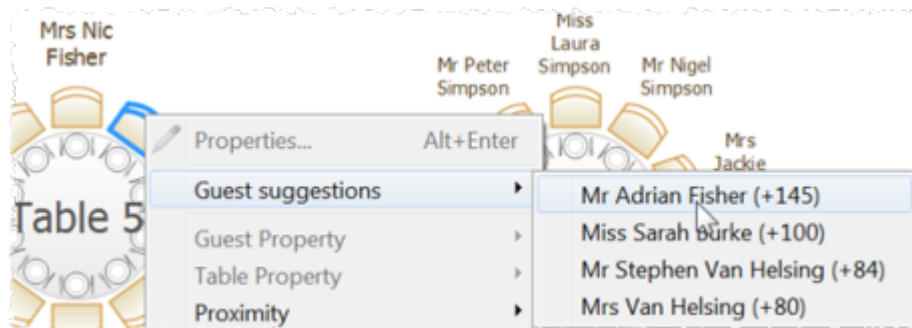 Mrs Nic
Fisher
Miss
Laura
Simpson
Mr Peter
Simpson
Mr Nigel
Simpson
Mrs
Jackie
Table 5
Properties... Alt+Enter
Guest suggestions
Guest Property
Table Property
Proximity
Mr Adrian Fisher (+145)
Miss Sarah Burke (+100)
Mr Stephen Van Helsing (+84)
Mrs Van Helsing (+80)